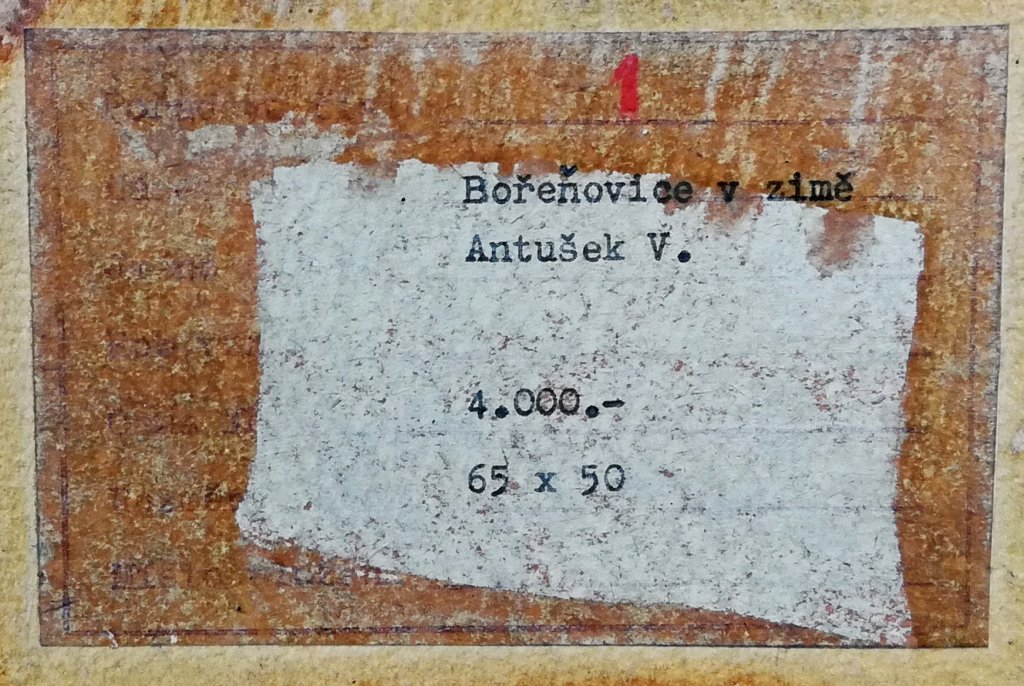 1
Bořeňovice v zimě
Antušek V.
4.000.-
65 x 50